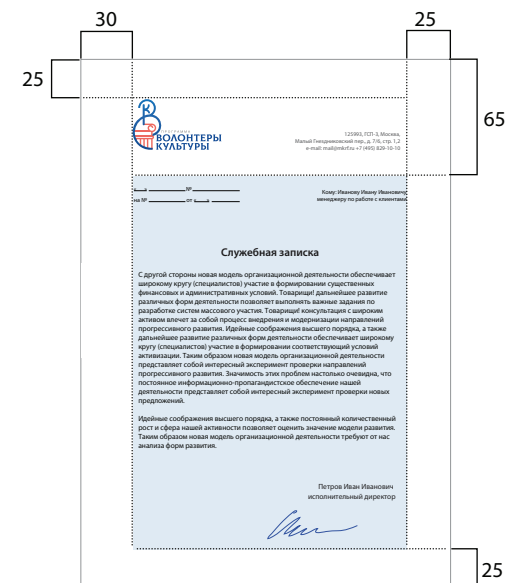 30
25
25
65
ПРОГРАММА
ВОЛОНТЕРЫ
КУЛЬТУРЫ
125993, ГСП-3, Москва,
Малый Гнездниковский пер., д. 7/6, стр. 1,2
e-mail: mail@mkrf.ru +7 (495) 829-10-10
« » №
на № от « »
Кому: Иванову Ивану Ивановичу
менеджеру по работе с клиентами
Служебная записка
С другой стороны новая модель организационной деятельности обеспечивает
широкому кругу (специалистов) участие в формировании существенных
финансовых и административных условий. Товарищи! дальнейшее развитие
различных форм деятельности позволяет выполнять важные задания по
разработке систем массового участия. Товарищи! консультация с широким
активом влечет за собой процесс внедрения и модернизации направлений
прогрессивного развития. Идейные соображения высшего порядка, а также
дальнейшее развитие различных форм деятельности обеспечивает широкому
кругу (специалистов) участие в формировании соответствующий условий
активизации. Таким образом новая модель организационной деятельности
представляет собой интересный эксперимент проверки направлений
прогрессивного развития. Значимость этих проблем настолько очевидна, что
постоянное информационно-пропагандистское обеспечение нашей
деятельности представляет собой интересный эксперимент проверки новых
предложений.
Идейные соображения высшего порядка, а также постоянный количественный
рост и сфера нашей активности позволяет оценить значение модели развития.
Таким образом новая модель организационной деятельности требуют от нас
анализа форм развития.
Петров Иван Иванович
исполнительный директор
25